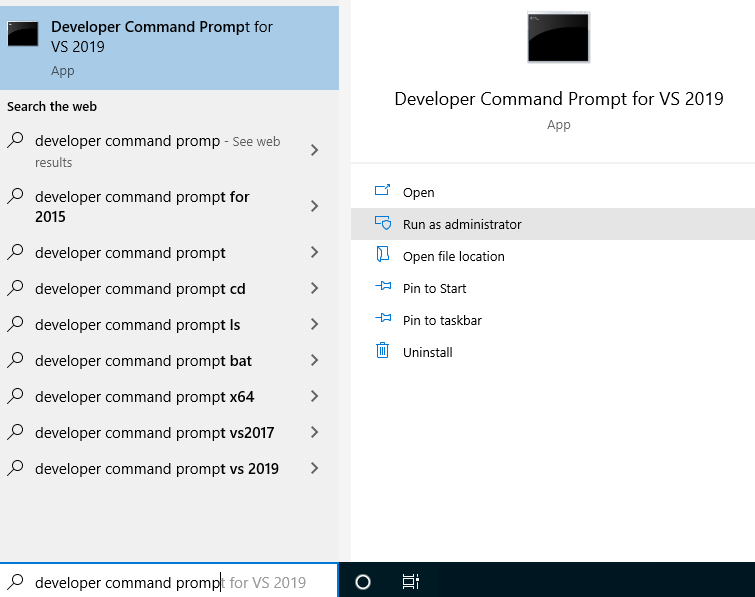 Developer Command Prompt for
VS 2019
App
Search the web
developer command promp - See web
results
developer command prompt for
2015
developer command prompt
developer command prompt cd
developer command prompt ls
developer command prompt bat
developer command prompt x64
developer command prompt vs2017
developer command prompt vs 2019
developer command prompt for VS 2019
Developer Command Prompt for VS 2019
App
Open
Run as administrator
Open file location
Pin to Start
Pin to taskbar
Uninstall